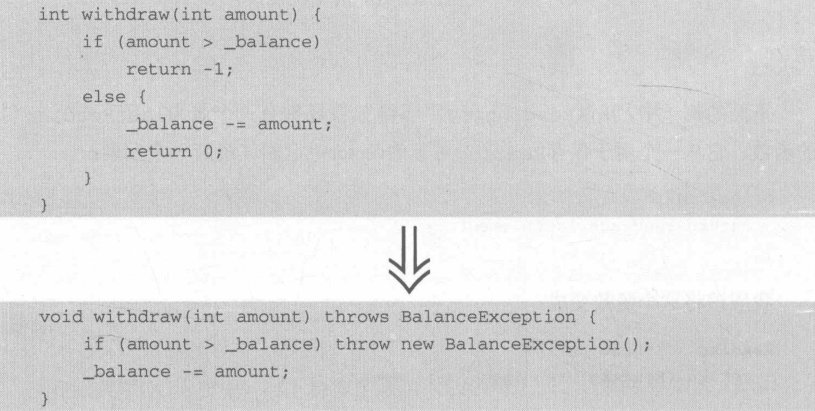 int withdraw(int amount) {
    if (amount > _balance)
        return -1;
    else {
        _balance -= amount;
        return 0;
    }
}
void withdraw(int amount) throws BalanceException {
    if (amount > _balance) throw new BalanceException();
    _balance -= amount;
}